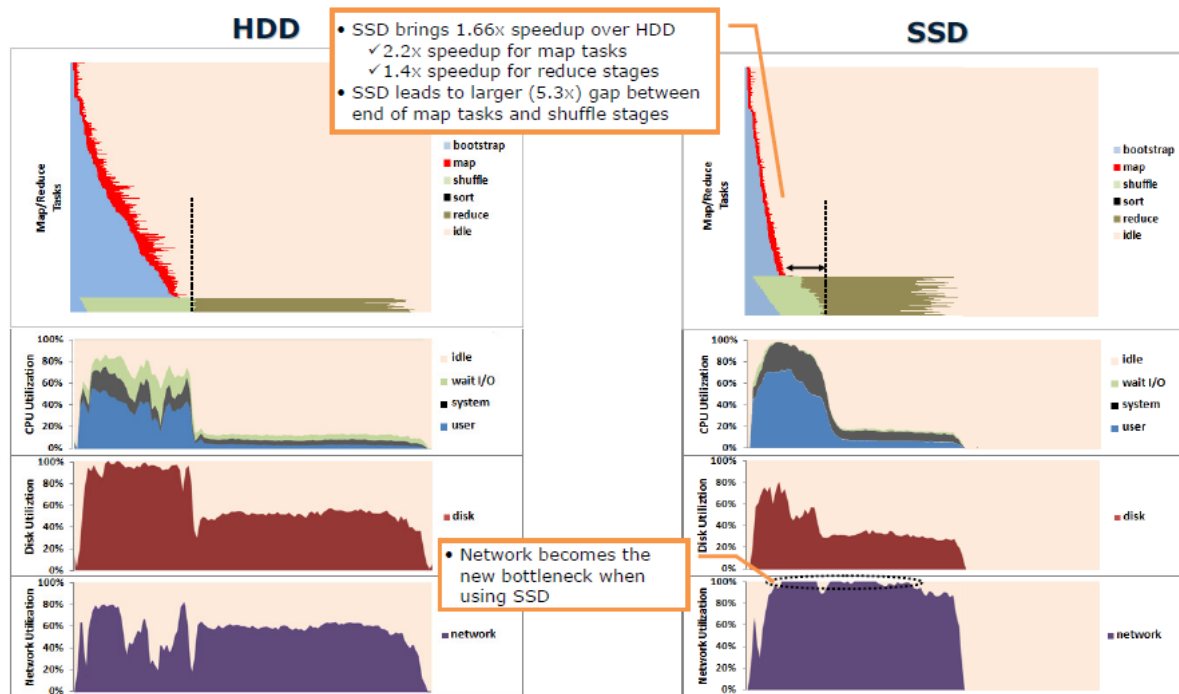 HDD
• SSD brings 1.66x speedup over HDD
✓2.2x speedup for map tasks
✓1.4x speedup for reduce stages
• SSD leads to larger (5.3x) gap between
end of map tasks and shuffle stages
SSD
Map/Reduce
Tasks
bootstrap
map
shuffle
sort
reduce
idle
Map/Reduce
Tasks
bootstrap
map
shuffle
sort
reduce
idle
CPU Utilization
100%
80%
60%
40%
20%
0%
idle
wait I/O
system
user
CPU Utilization
100%
80%
60%
40%
20%
0%
idle
wait I/O
system
user
Disk Utiliztion
100%
80%
60%
40%
20%
0%
disk
Disk Utiliztion
100%
80%
60%
40%
20%
0%
disk
• Network becomes the
new bottleneck when
using SSD
Network Utilization
100%
80%
60%
40%
20%
0%
network
Network Utilization
100%
80%
60%
40%
20%
0%
network